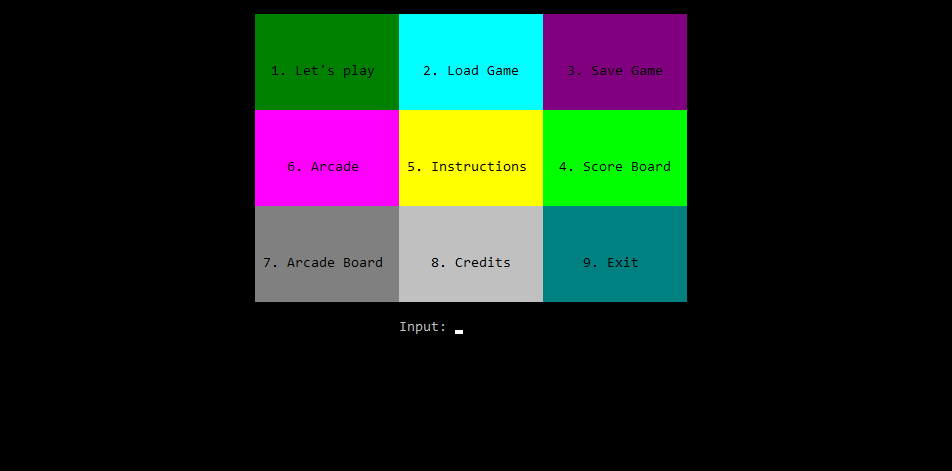 1. Let's play 2. Load Game 3. Save Game
6. Arcade 5. Instructions 4. Score Board
7. Arcade Board 8. Credits 9. Exit
Input: